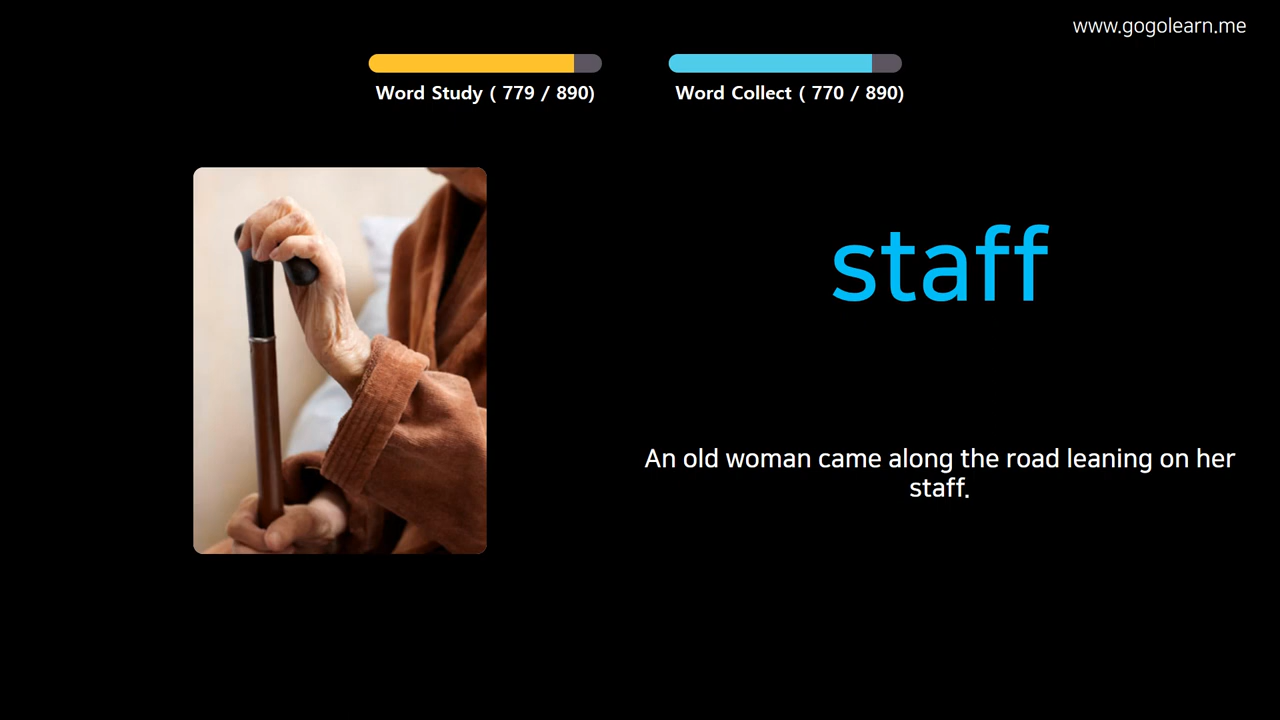 www.gogolearn.me
Word Study ( 779 / 890)
Word Collect ( 770 / 890)
staff
An old woman came along the road leaning on her
staff.